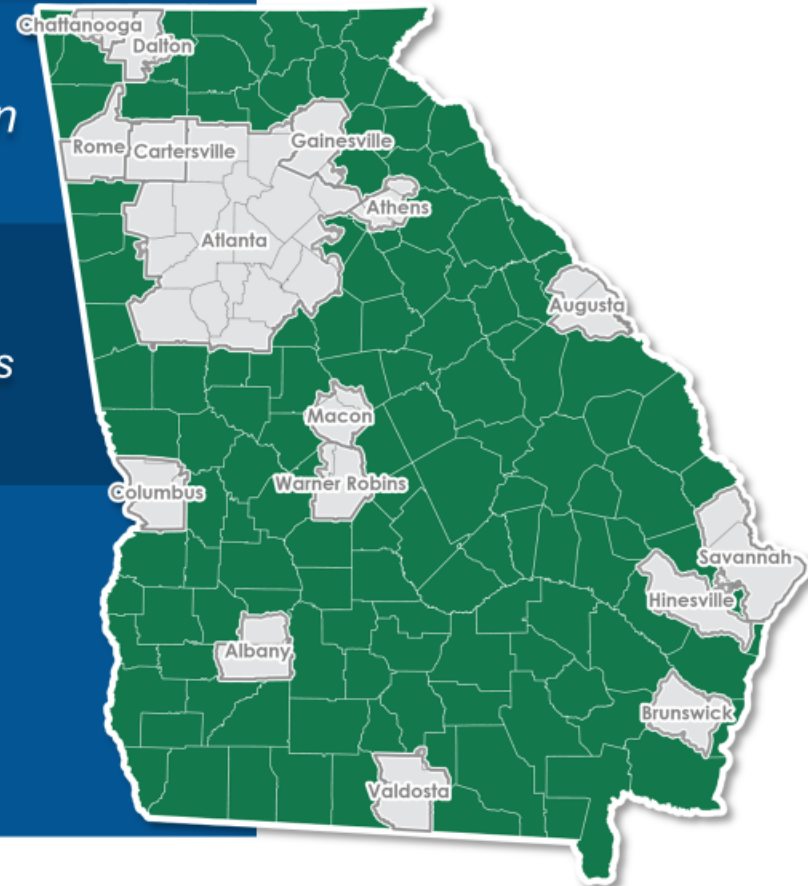 Chattanooga
Dalton
n
Rome
Cartersville
Gainesville
Athens
Atlanta
Augusta
s
Macon
Warner Robins
Columbus
Savannah
Hinesville
Albany
Brunswick
Valdosta